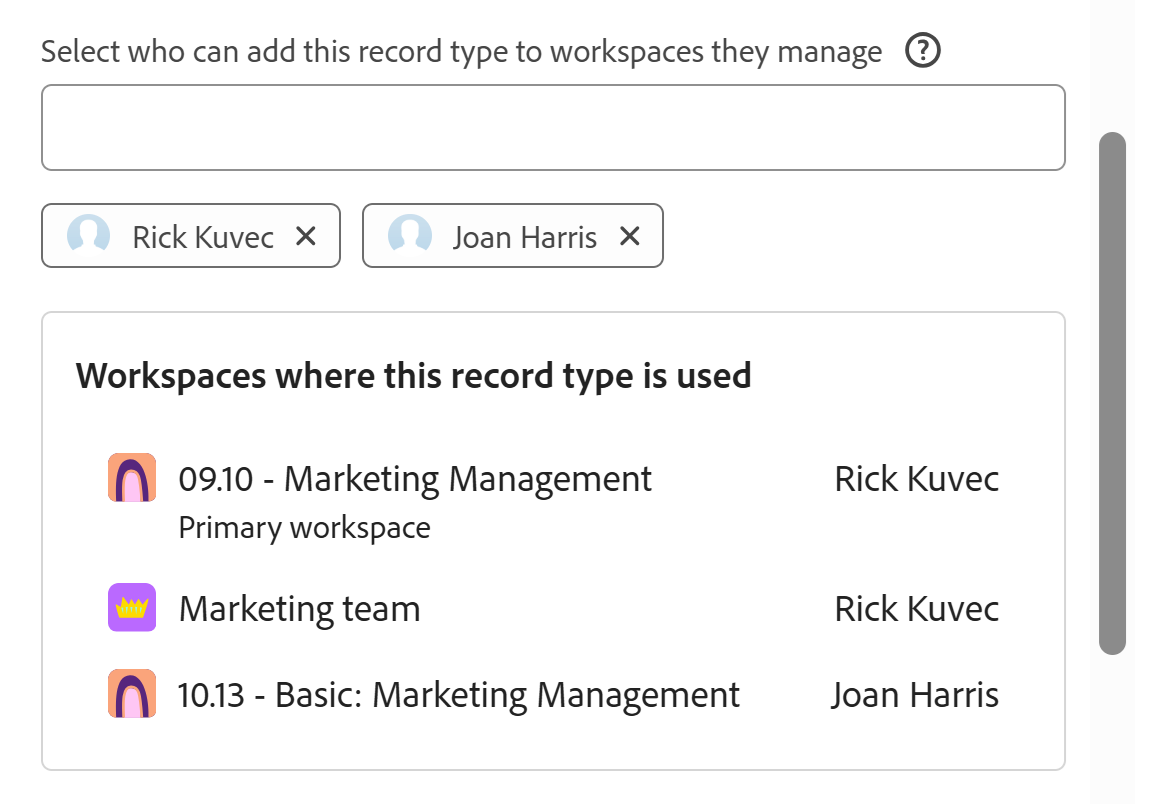 Select who can add this record type to workspaces they manage ?
Rick Kuvec × Joan Harris ×
Workspaces where this record type is used
09.10 - Marketing Management Rick Kuvec
Primary workspace
Marketing team Rick Kuvec
10.13 - Basic: Marketing Management Joan Harris